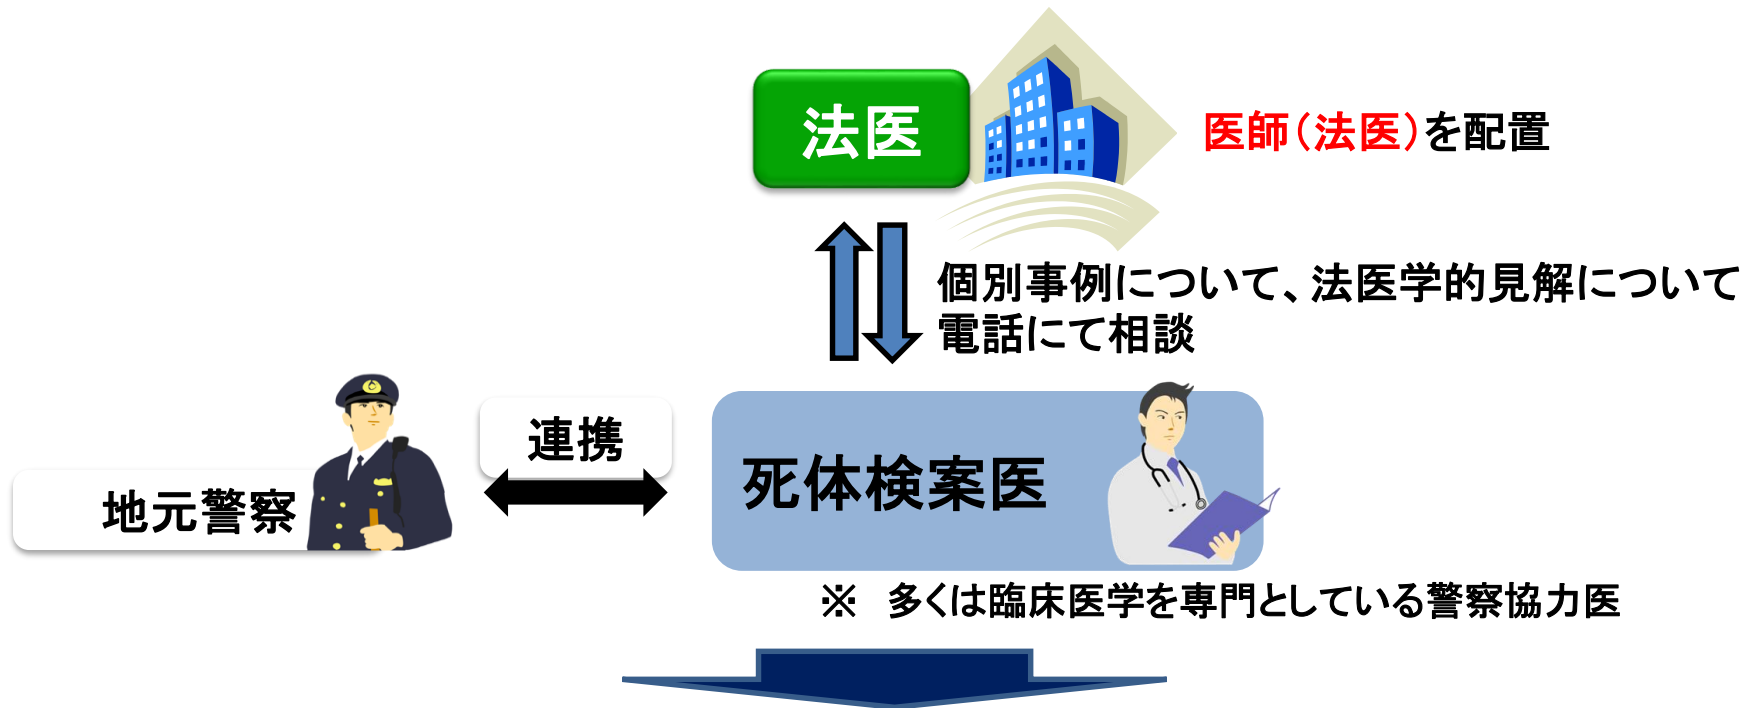 法医
医師（法医）を配置
個別事例について、法医学的見解について
電話にて相談
連携
地元警察
死体検案医
※　多くは臨床医学を専門としている警察協力医